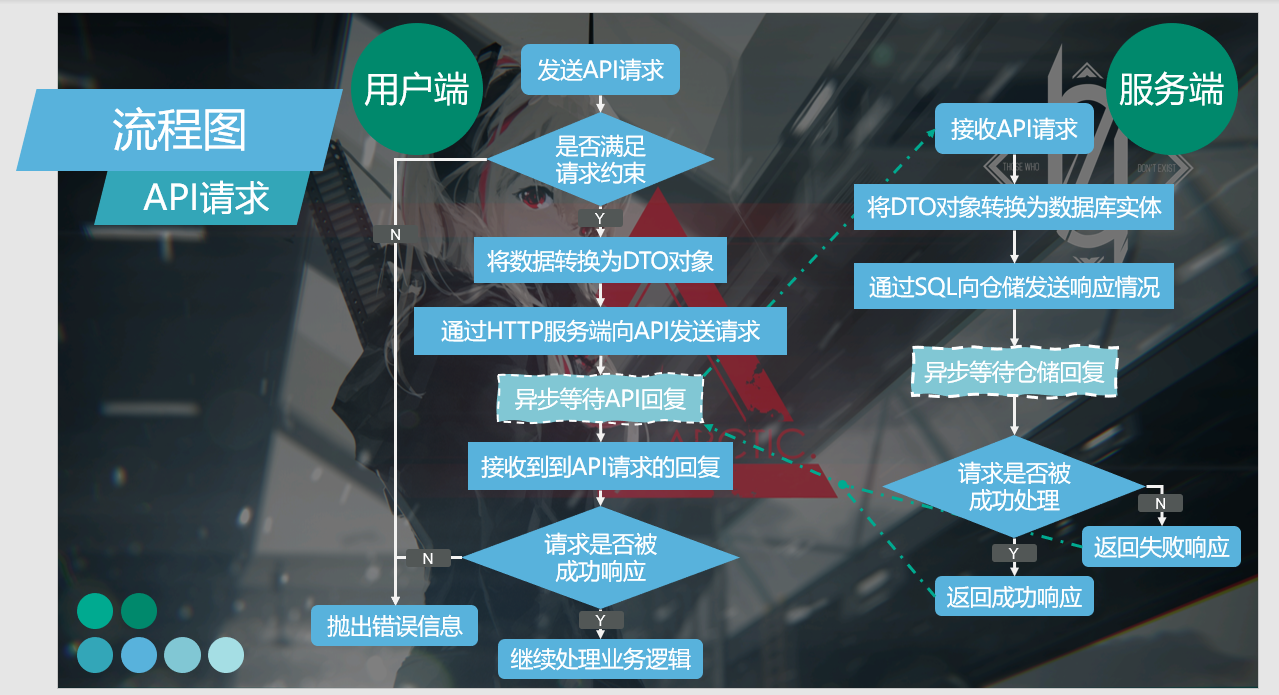 流程图
API请求
用户端
发送API请求
是否满足
请求约束
N
Y
将数据转换为DTO对象
通过HTTP服务端向API发送请求
异步等待API回复
接收到到API请求的回复
请求是否被
成功响应
N
Y
抛出错误信息
继续处理业务逻辑
服务端
接收API请求
THOSE WHO
DON'T EXIST
将DTO对象转换为数据库实体
通过SQL向仓储发送响应情况
异步等待仓储回复
请求是否被
成功处理
N
Y
返回失败响应
返回成功响应